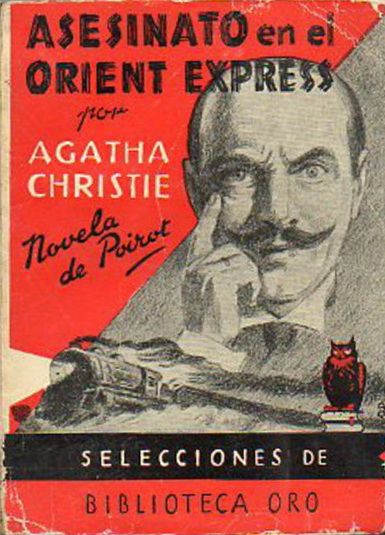 ASESINATO en el
ORIENT EXPRESS
por
AGATHA
CHRISTIE
Novela
de Poirot
SELECCIONES DE
BIBLIOTECA ORO